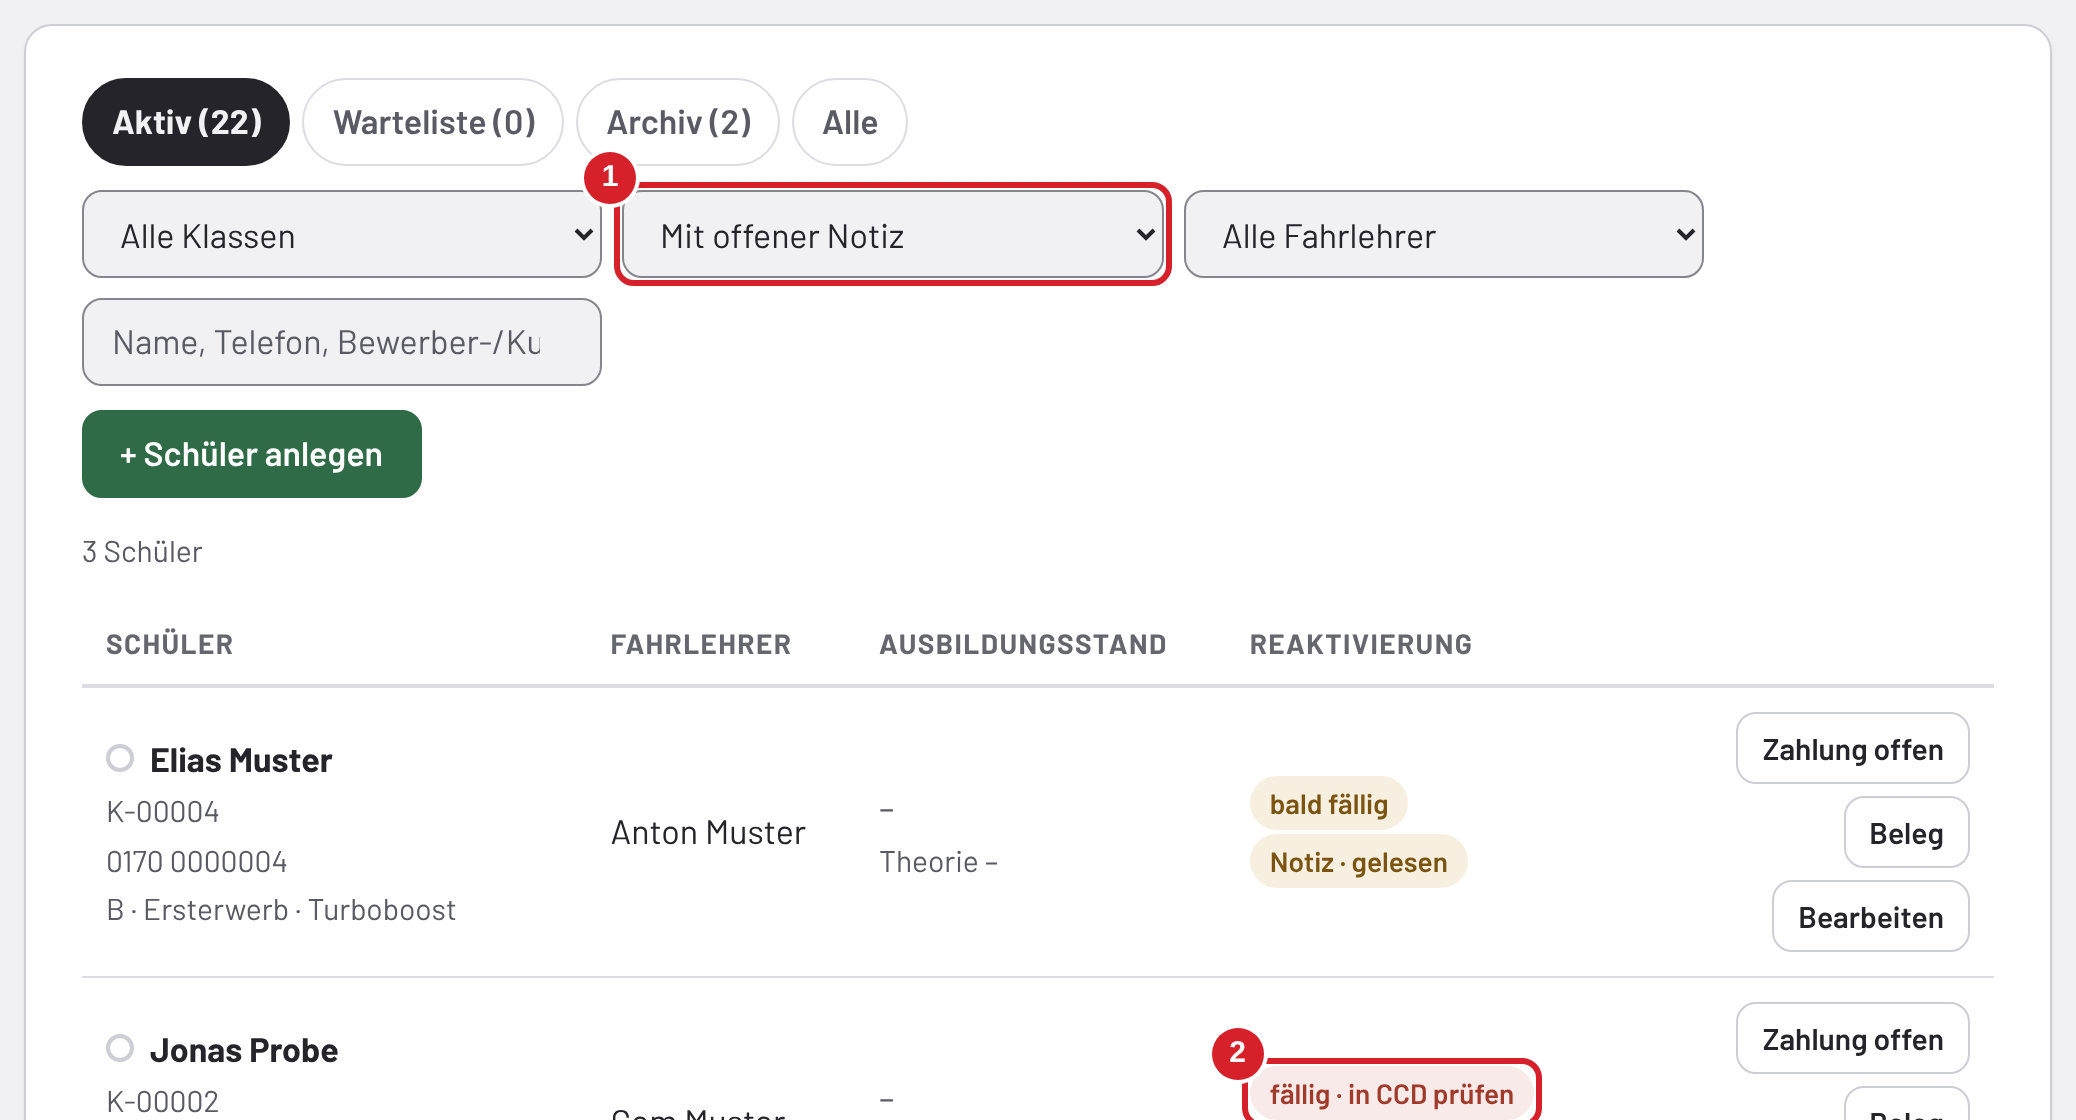 Aktiv (22) Warteliste (0) Archiv (2) Alle
1
Alle Klassen Mit offener Notiz Alle Fahrlehrer
Name, Telefon, Bewerber-/Ku
+ Schüler anlegen
3 Schüler
SCHÜLER FAHRLEHRER AUSBILDUNGSSTAND REAKTIVIERUNG
Elias Muster
K-00004
0170 0000004
B · Ersterwerb · Turboboost
Anton Muster
–
Theorie –
bald fällig
Notiz · gelesen
Zahlung offen
Beleg
Bearbeiten
Jonas Probe
K-00002
Muster
–
2
fällig · in CCD prüfen
Zahlung offen
Beleg